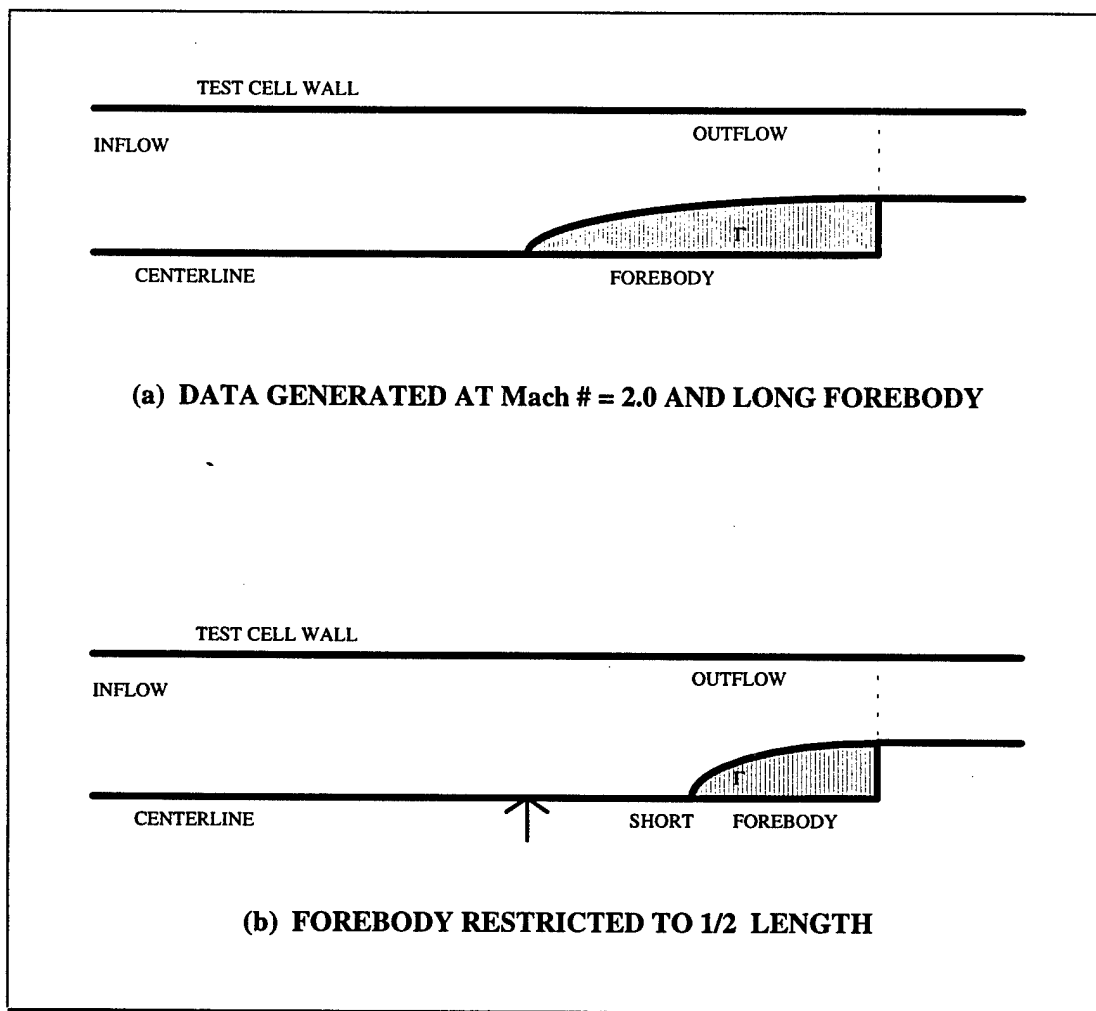 TEST CELL WALL
INFLOW
OUTFLOW
Γ
CENTERLINE
FOREBODY
(a) DATA GENERATED AT Mach # = 2.0 AND LONG FOREBODY
TEST CELL WALL
INFLOW
OUTFLOW
Γ
CENTERLINE
SHORT FOREBODY
(b) FOREBODY RESTRICTED TO 1/2 LENGTH